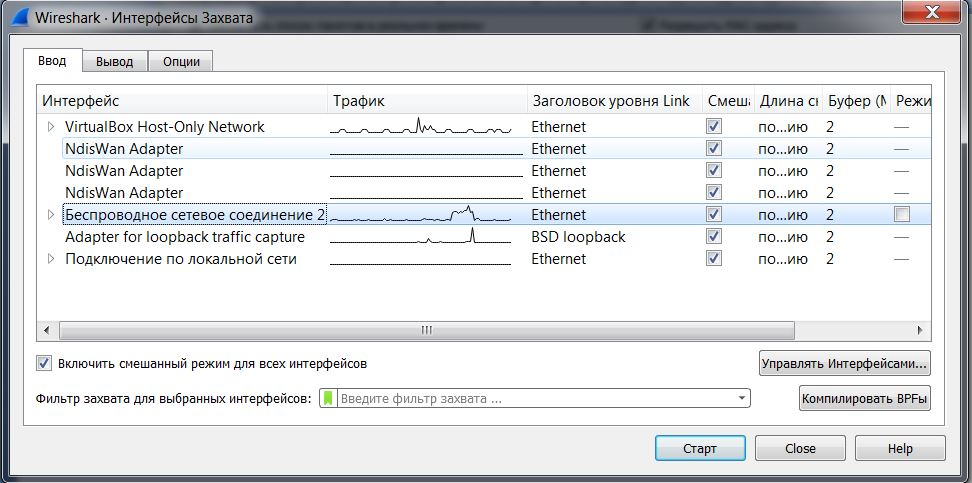 Wireshark · Интерфейсы Захвата
Ввод Вывод Опции
Интерфейс Трафик Заголовок уровня Link Смеша Длина сн Буфер (М Режи
VirtualBox Host-Only Network Ethernet по...ию 2 —
NdisWan Adapter Ethernet по...ию 2 —
NdisWan Adapter Ethernet по...ию 2 —
NdisWan Adapter Ethernet по...ию 2 —
Беспроводное сетевое соединение 2 Ethernet по...ию 2
Adapter for loopback traffic capture BSD loopback по...ию 2 —
Подключение по локальной сети Ethernet по...ию 2 —
Включить смешанный режим для всех интерфейсов Управлять Интерфейсами...
Фильтр захвата для выбранных интерфейсов: Введите фильтр захвата ... Компилировать BPFы
Старт Close Help